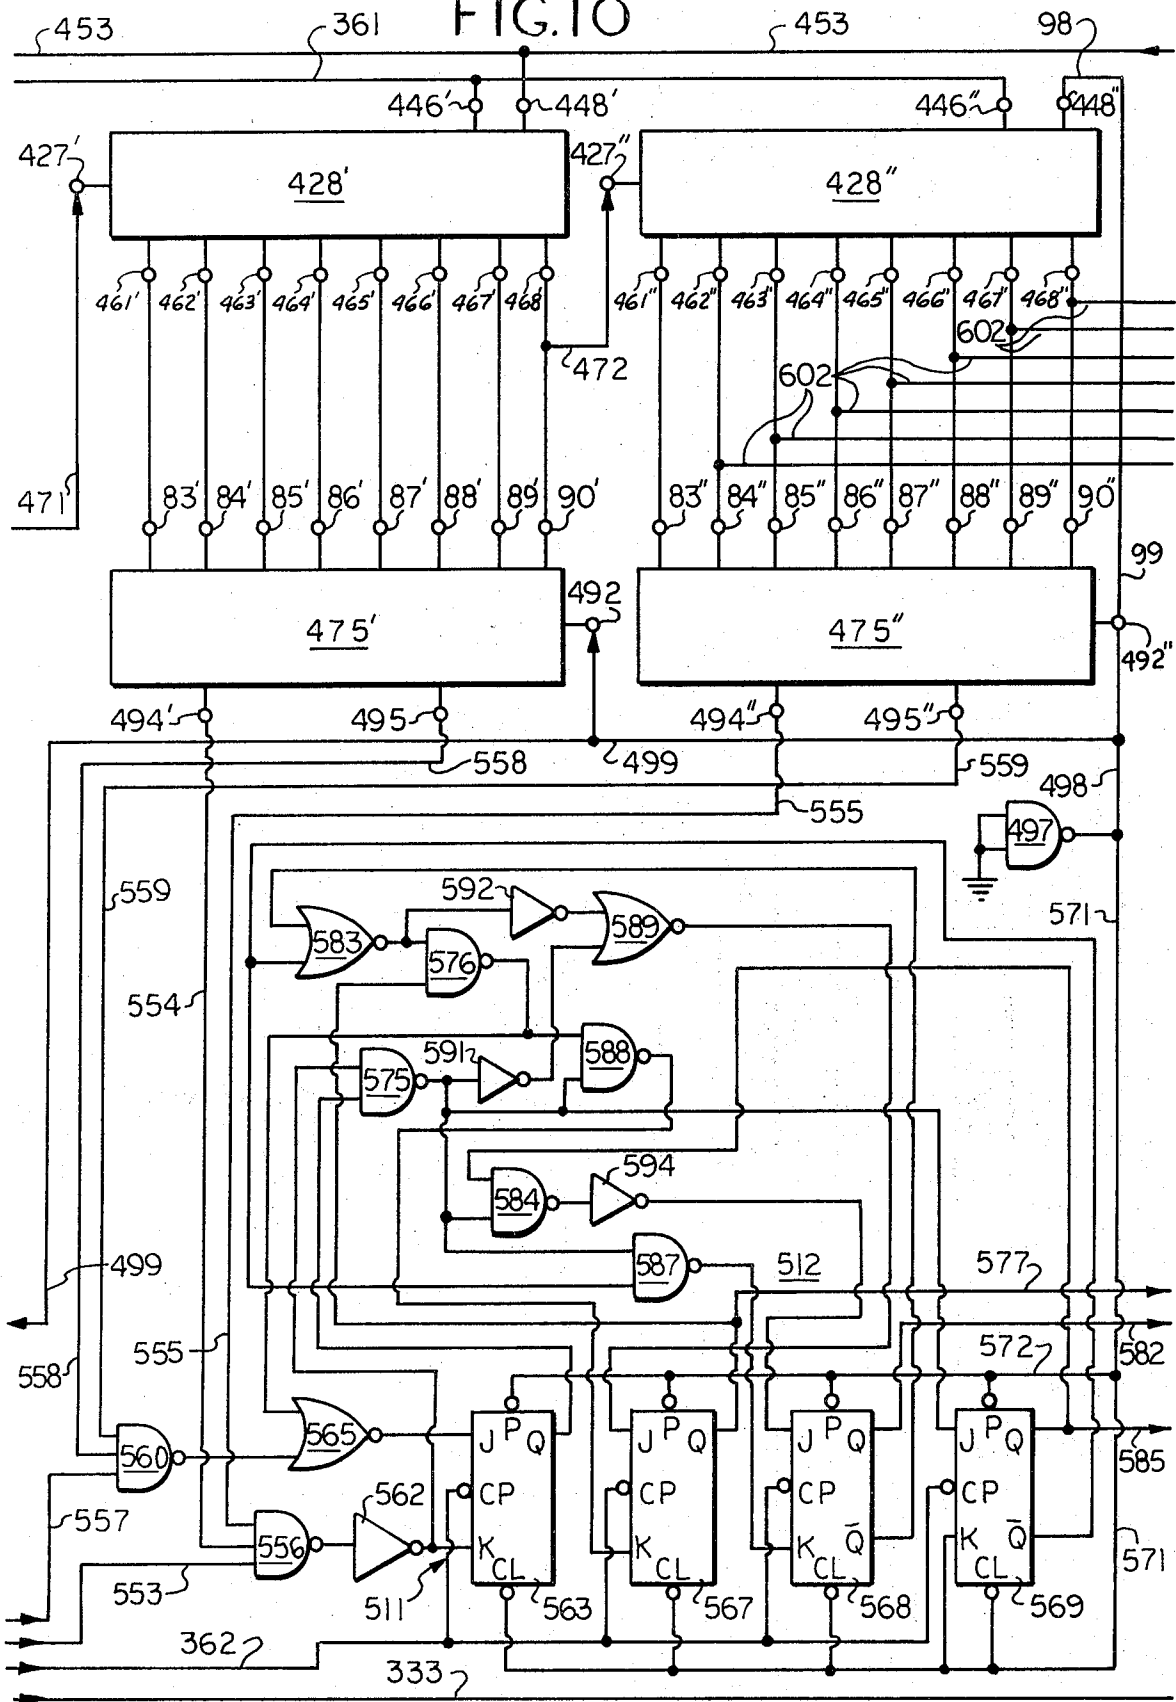 FIG.10
453 361 453 98
446' 448' 446" 448"
427' 428' 427" 428"
461' 462' 463' 464' 465' 466' 467' 468' 461" 462" 463" 464" 465" 466" 467" 468"
602
472 602
471 83' 84' 85' 86' 87' 88' 89' 90' 83" 84" 85" 86" 87" 88" 89" 90"
99
475' 492 475" 492"
494' 495 494" 495"
558 499 559 498
555
497
559 592 589 571
583 576
554
591 588
575
594
584
499 587 512 577
555 572 582
558
565 J P Q J P Q J P Q J P Q
560 585
562 CP CP CP CP
557 556 K K K Q̄ K Q̄
CL CL CL CL 571
553 511 563 567 568 569
362
333